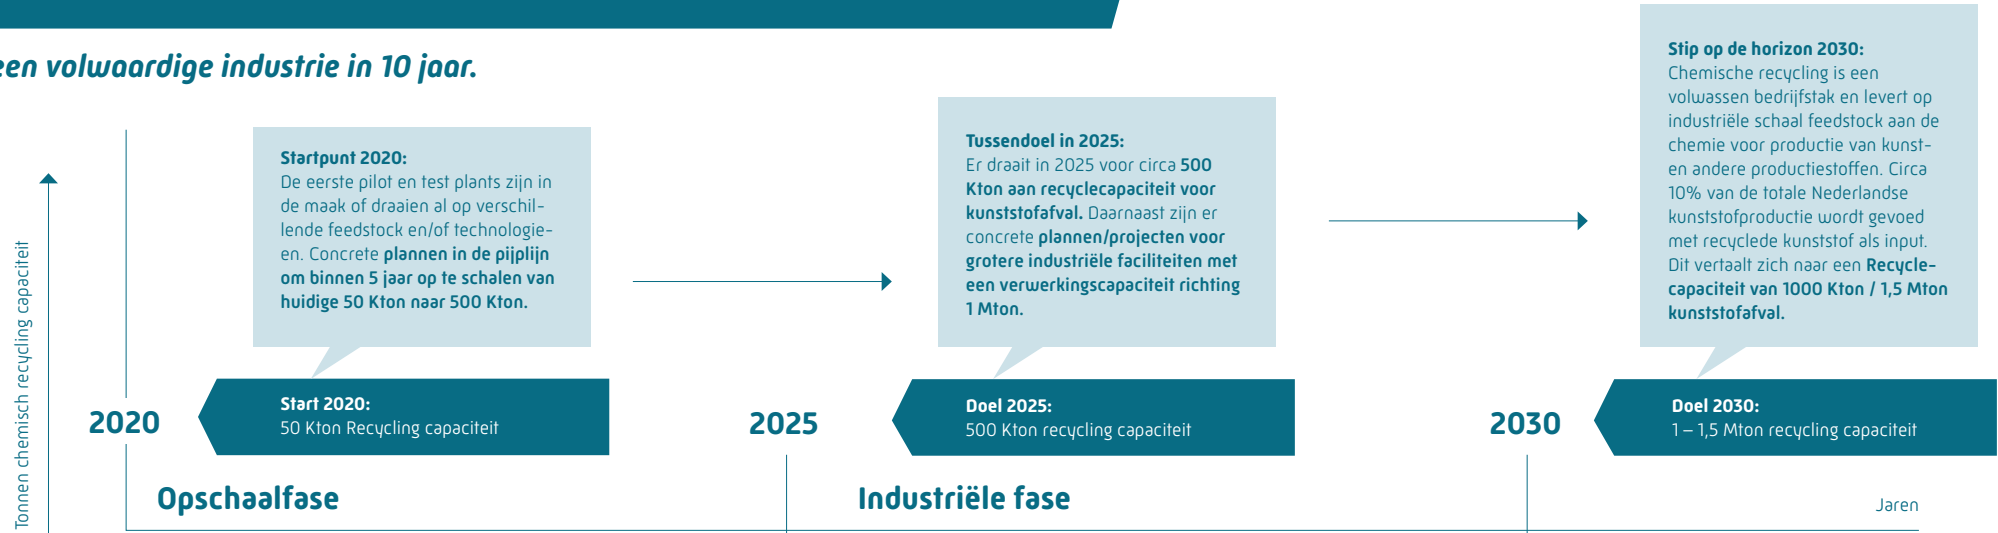 een volwaardige industrie in 10 jaar.
Tonnen chemisch recycling capaciteit
Startpunt 2020:
De eerste pilot en test plants zijn in
de maak of draaien al op verschil-
lende feedstock en/of technologie-
en. Concrete plannen in de pijplijn
om binnen 5 jaar op te schalen van
huidige 50 Kton naar 500 Kton.
Tussendoel in 2025:
Er draait in 2025 voor circa 500
Kton aan recyclecapaciteit voor
kunststofafval. Daarnaast zijn er
concrete plannen/projecten voor
grotere industriële faciliteiten met
een verwerkingscapaciteit richting
1 Mton.
Stip op de horizon 2030:
Chemische recycling is een
volwassen bedrijfstak en levert op
industriële schaal feedstock aan de
chemie voor productie van kunst-
en andere productiestoffen. Circa
10% van de totale Nederlandse
kunststofproductie wordt gevoed
met recyclede kunststof als input.
Dit vertaalt zich naar een Recycle-
capaciteit van 1000 Kton / 1,5 Mton
kunststofafval.
2020
Start 2020:
50 Kton Recycling capaciteit
2025
Doel 2025:
500 Kton recycling capaciteit
2030
Doel 2030:
1 – 1,5 Mton recycling capaciteit
Opschaalfase
Industriële fase
Jaren